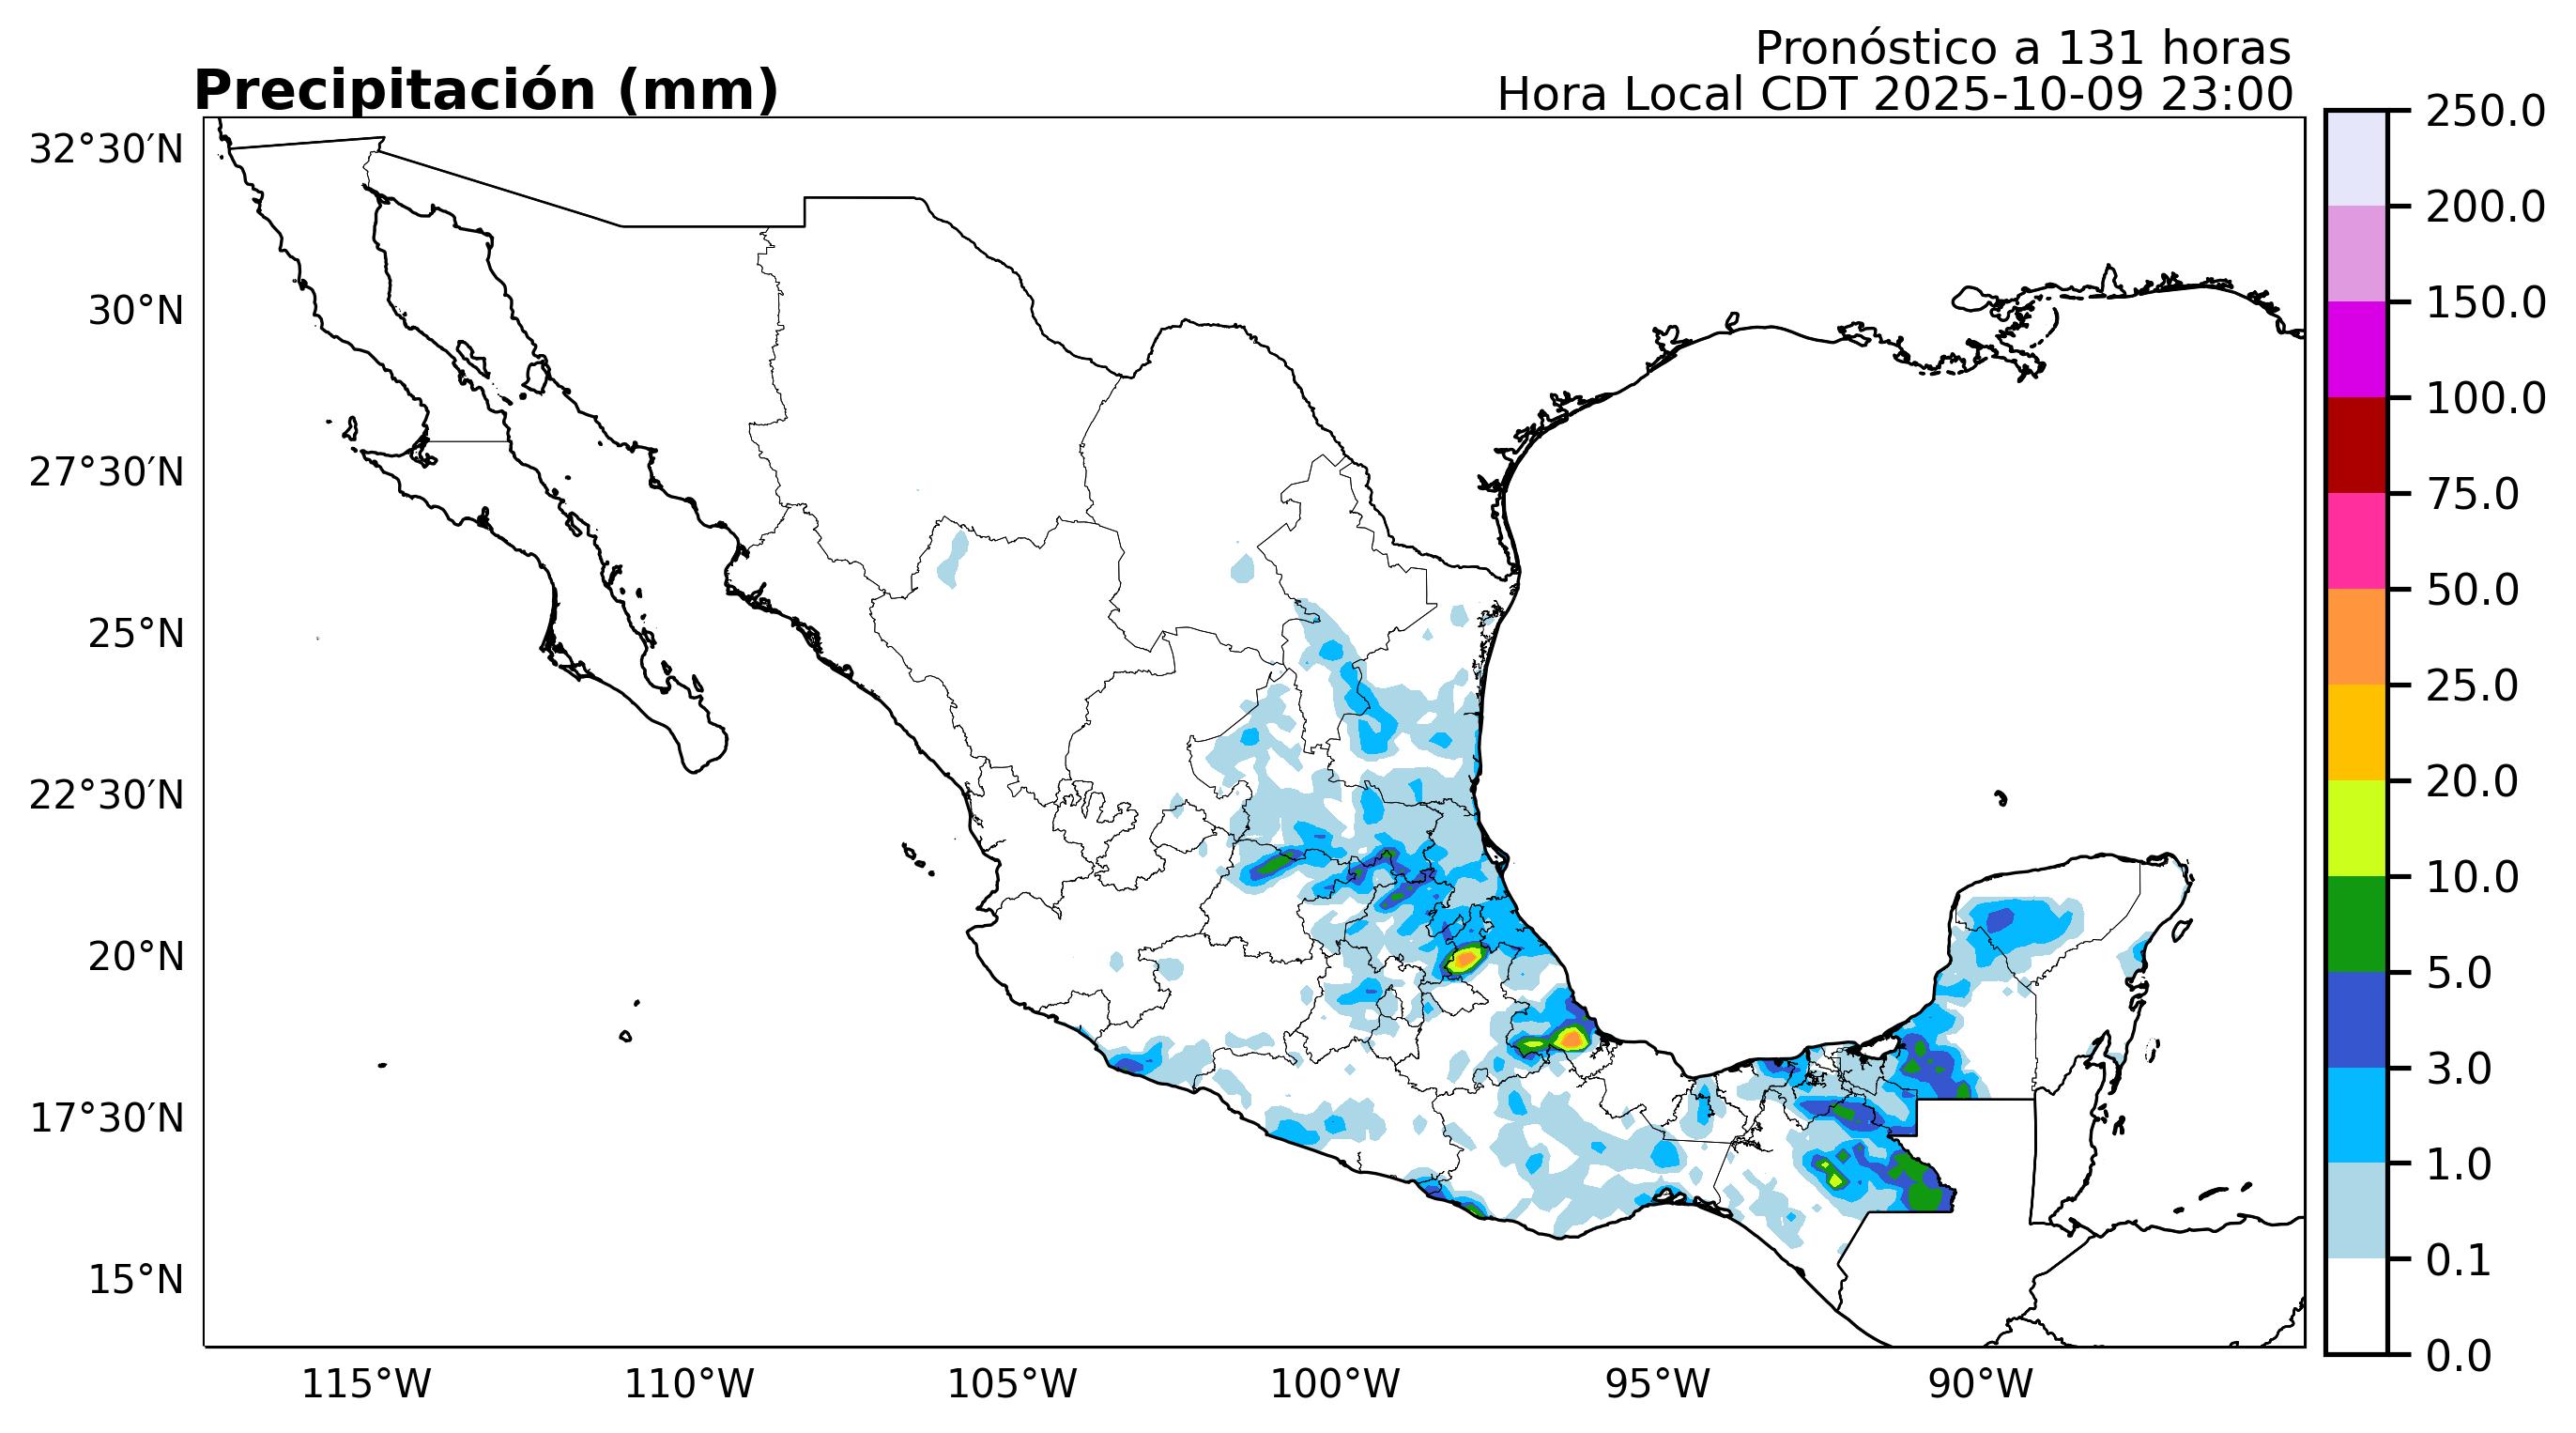 Pronóstico a 131 horas
Precipitación (mm)
Hora Local CDT 2025-10-09 23:00
32°30′N
30°N
27°30′N
25°N
22°30′N
20°N
17°30′N
15°N
115°W
110°W
105°W
100°W
95°W
90°W
250.0
200.0
150.0
100.0
75.0
50.0
25.0
20.0
10.0
5.0
3.0
1.0
0.1
0.0